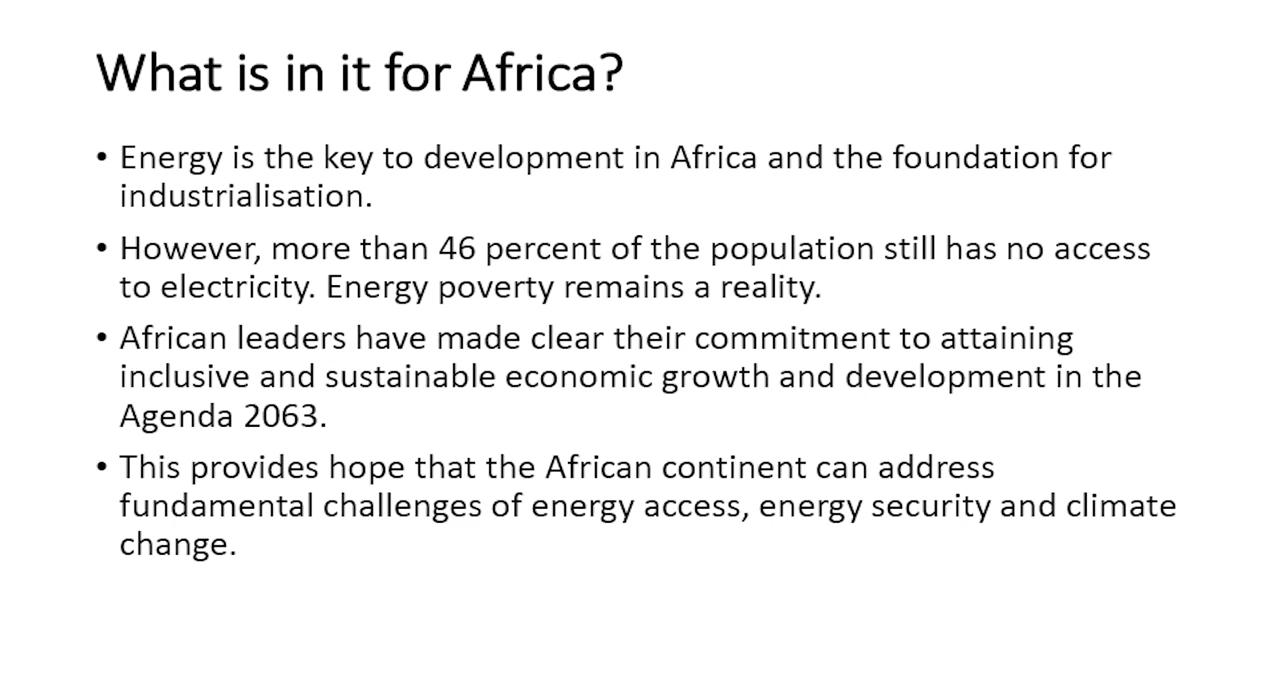 What is in it for Africa?
• Energy is the key to development in Africa and the foundation for
industrialisation.
• However, more than 46 percent of the population still has no access
to electricity. Energy poverty remains a reality.
• African leaders have made clear their commitment to attaining
inclusive and sustainable economic growth and development in the
Agenda 2063.
• This provides hope that the African continent can address
fundamental challenges of energy access, energy security and climate
change.